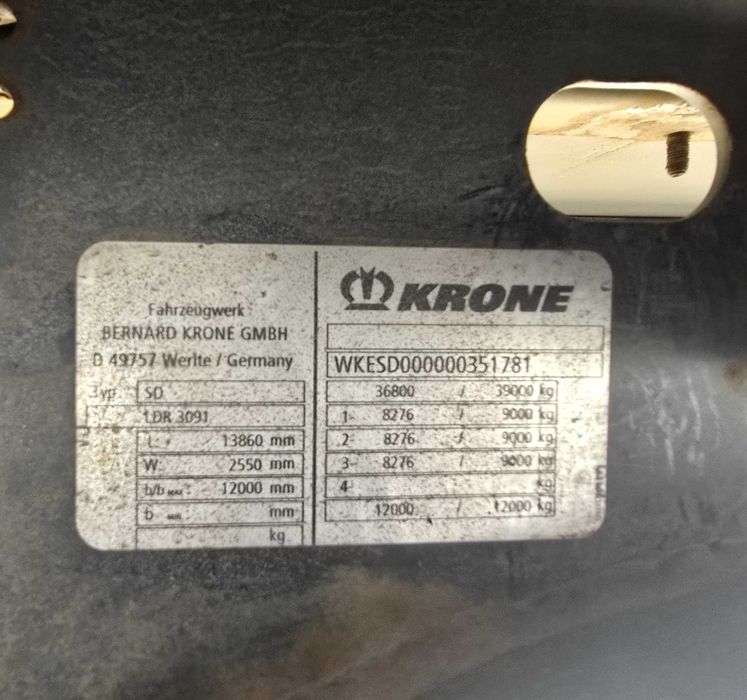 Fahrzeugwerk
BERNARD KRONE GMBH
D 49757 Werlte / Germany
Typ SD
LDR 3091
L: 13860 mm
W: 2550 mm
b/b MAX : 12000 mm
b : mm
kg
KRONE
WKESD000000351781
36800 / 39000 kg
1- 8276 / 9000 kg
2- 8276 / 9000 kg
3- 8276 / 9000 kg
4- kg
12000 / 12000 kg